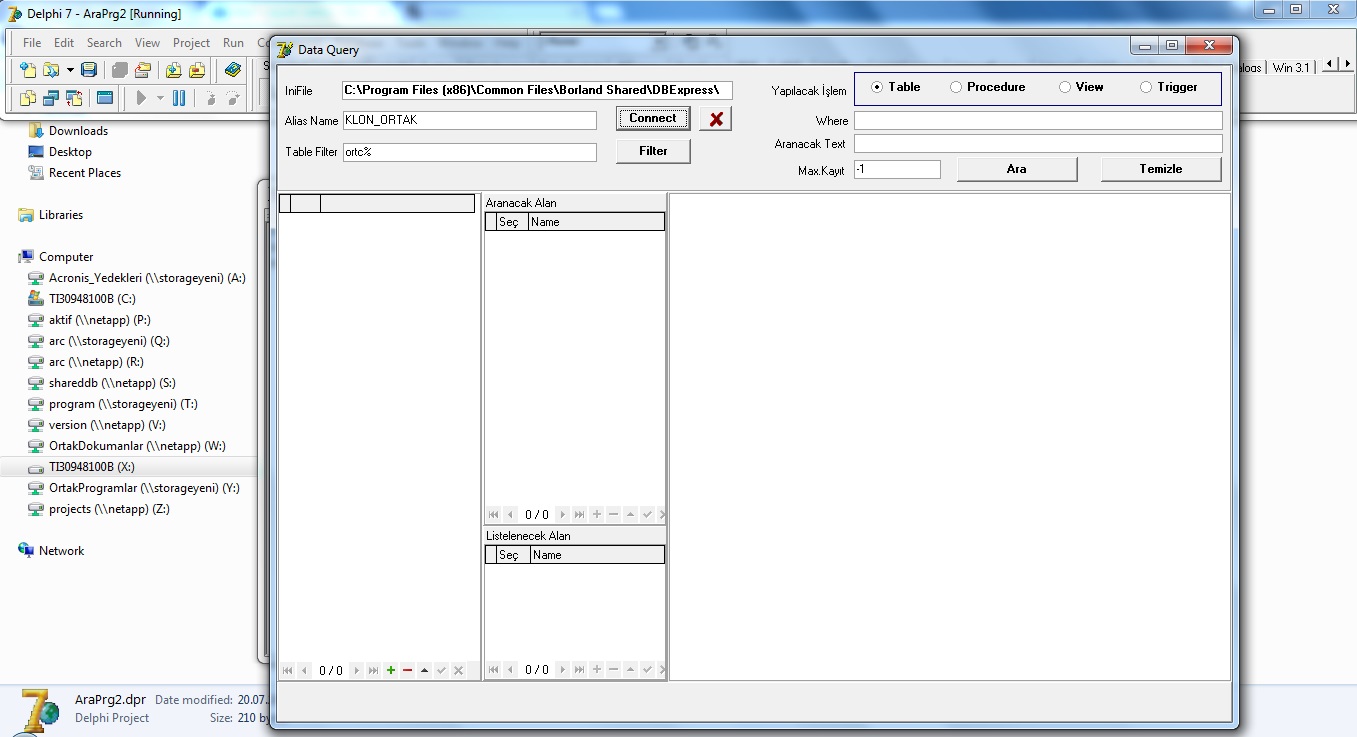 Delphi 7 - AraPrg2 [Running]
File Edit Search View Project Run
Data Query
IniFile C:\Program Files (x86)\Common Files\Borland Shared\DBExpress\
Alias Name KLON_ORTAK Connect
Table Filter ortc% Filter
Yapılacak İşlem Table Procedure View Trigger
Where
Aranacak Text
Max.Kayıt -1 Ara Temizle
Win 3.1
Downloads
Desktop
Recent Places
Libraries
Computer
Acronis_Yedekleri (\\storageyeni) (A:)
TI30948100B (C:)
aktif (\\netapp) (P:)
arc (\\storageyeni) (Q:)
arc (\\netapp) (R:)
shareddb (\\netapp) (S:)
program (\\storageyeni) (T:)
version (\\netapp) (V:)
OrtakDokumanlar (\\netapp) (W:)
TI30948100B (X:)
OrtakProgramlar (\\storageyeni) (Y:)
projects (\\netapp) (Z:)
Network
Aranacak Alan
Seç Name
0 / 0
Listelenecek Alan
Seç Name
0 / 0
0 / 0
AraPrg2.dpr Date modified: 20.07.
Delphi Project Size: 210 by